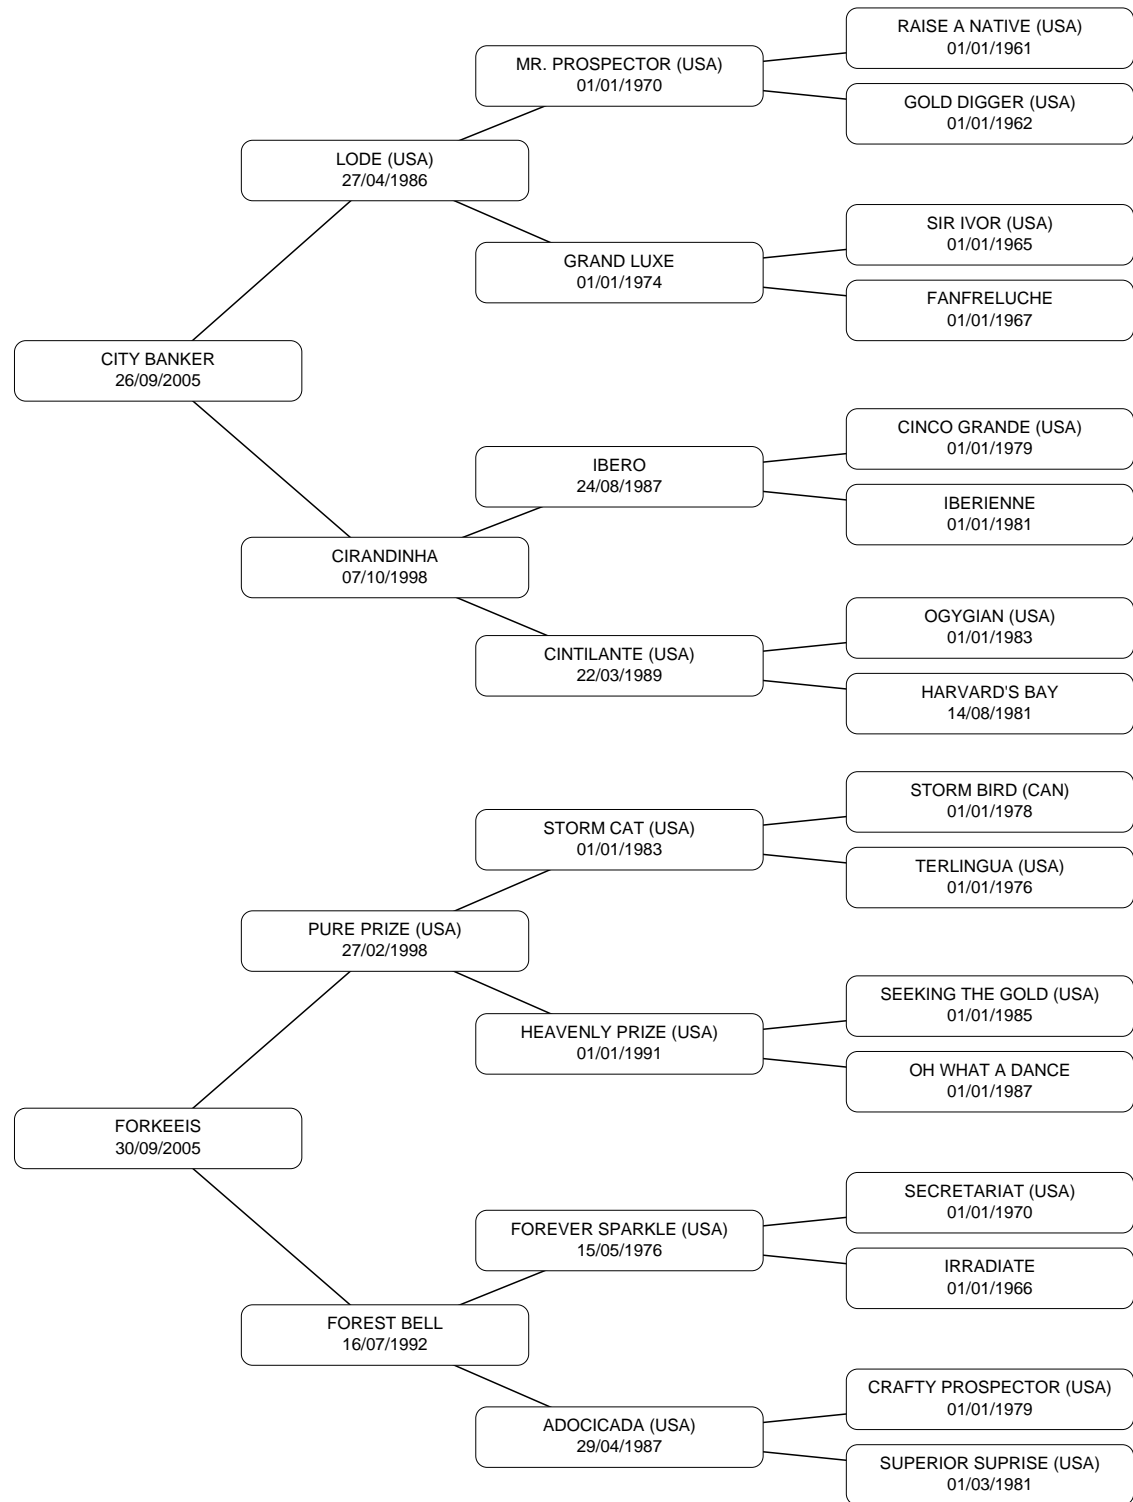 RAISE A NATIVE (USA)
01/01/1961
MR. PROSPECTOR (USA)
01/01/1970
GOLD DIGGER (USA)
01/01/1962
LODE (USA)
27/04/1986
SIR IVOR (USA)
01/01/1965
GRAND LUXE
01/01/1974
FANFRELUCHE
01/01/1967
CITY BANKER
26/09/2005
CINCO GRANDE (USA)
01/01/1979
IBERO
24/08/1987
IBERIENNE
01/01/1981
CIRANDINHA
07/10/1998
OGYGIAN (USA)
01/01/1983
CINTILANTE (USA)
22/03/1989
HARVARD'S BAY
14/08/1981
STORM BIRD (CAN)
01/01/1978
STORM CAT (USA)
01/01/1983
TERLINGUA (USA)
01/01/1976
PURE PRIZE (USA)
27/02/1998
SEEKING THE GOLD (USA)
01/01/1985
HEAVENLY PRIZE (USA)
01/01/1991
OH WHAT A DANCE
01/01/1987
FORKEEIS
30/09/2005
SECRETARIAT (USA)
01/01/1970
FOREVER SPARKLE (USA)
15/05/1976
IRRADIATE
01/01/1966
FOREST BELL
16/07/1992
CRAFTY PROSPECTOR (USA)
01/01/1979
ADOCICADA (USA)
29/04/1987
SUPERIOR SUPRISE (USA)
01/03/1981